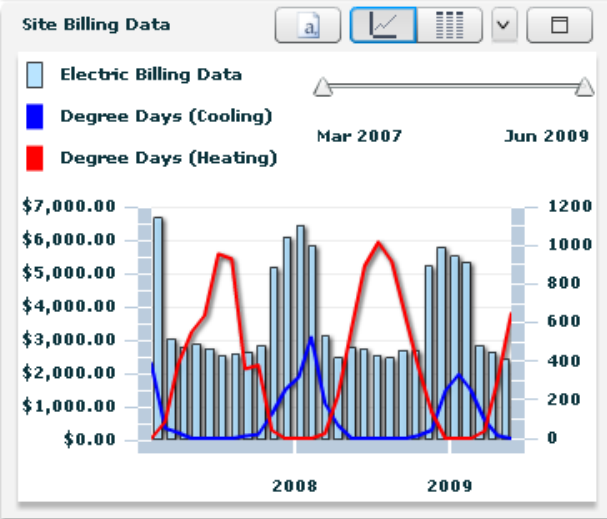 Site Billing Data
a
Electric Billing Data
Degree Days (Cooling)
Degree Days (Heating)
Mar 2007 Jun 2009
$7,000.00 1200
$6,000.00 1000
$5,000.00 800
$4,000.00 600
$3,000.00 400
$2,000.00 200
$1,000.00 0
$0.00
2008 2009